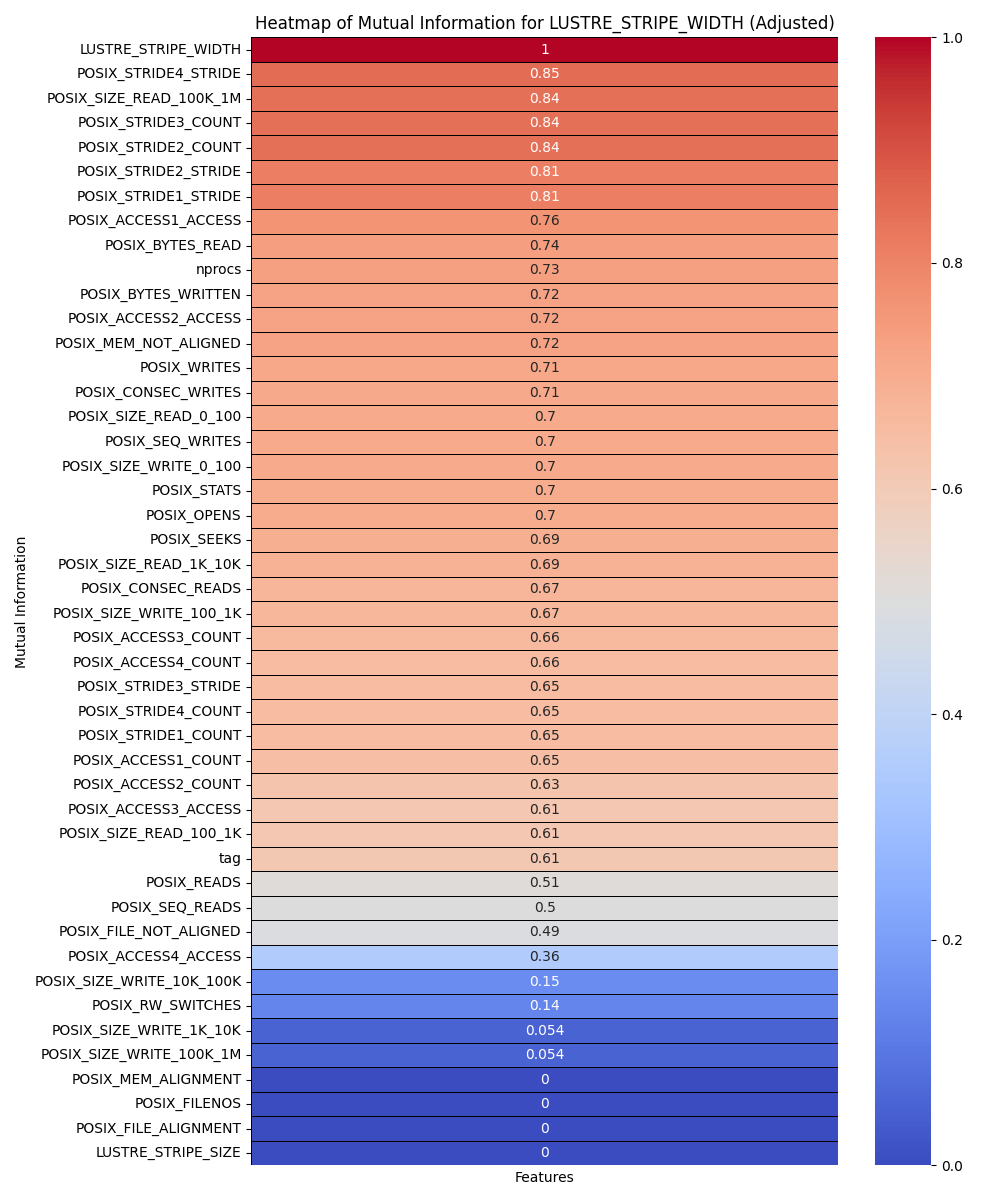 Heatmap of Mutual Information for LUSTRE_STRIPE_WIDTH (Adjusted)
LUSTRE_STRIPE_WIDTH 1
POSIX_STRIDE4_STRIDE 0.85
POSIX_SIZE_READ_100K_1M 0.84
POSIX_STRIDE3_COUNT 0.84
POSIX_STRIDE2_COUNT 0.84
POSIX_STRIDE2_STRIDE 0.81
POSIX_STRIDE1_STRIDE 0.81
POSIX_ACCESS1_ACCESS 0.76
POSIX_BYTES_READ 0.74
nprocs 0.73
POSIX_BYTES_WRITTEN 0.72
POSIX_ACCESS2_ACCESS 0.72
POSIX_MEM_NOT_ALIGNED 0.72
POSIX_WRITES 0.71
POSIX_CONSEC_WRITES 0.71
POSIX_SIZE_READ_0_100 0.7
POSIX_SEQ_WRITES 0.7
POSIX_SIZE_WRITE_0_100 0.7
POSIX_STATS 0.7
POSIX_OPENS 0.7
POSIX_SEEKS 0.69
POSIX_SIZE_READ_1K_10K 0.69
POSIX_CONSEC_READS 0.67
POSIX_SIZE_WRITE_100_1K 0.67
POSIX_ACCESS3_COUNT 0.66
POSIX_ACCESS4_COUNT 0.66
POSIX_STRIDE3_STRIDE 0.65
POSIX_STRIDE4_COUNT 0.65
POSIX_STRIDE1_COUNT 0.65
POSIX_ACCESS1_COUNT 0.65
POSIX_ACCESS2_COUNT 0.63
POSIX_ACCESS3_ACCESS 0.61
POSIX_SIZE_READ_100_1K 0.61
tag 0.61
POSIX_READS 0.51
POSIX_SEQ_READS 0.5
POSIX_FILE_NOT_ALIGNED 0.49
POSIX_ACCESS4_ACCESS 0.36
POSIX_SIZE_WRITE_10K_100K 0.15
POSIX_RW_SWITCHES 0.14
POSIX_SIZE_WRITE_1K_10K 0.054
POSIX_SIZE_WRITE_100K_1M 0.054
POSIX_MEM_ALIGNMENT 0
POSIX_FILENOS 0
POSIX_FILE_ALIGNMENT 0
LUSTRE_STRIPE_SIZE 0
Mutual Information
Features
1.0
0.8
0.6
0.4
0.2
0.0